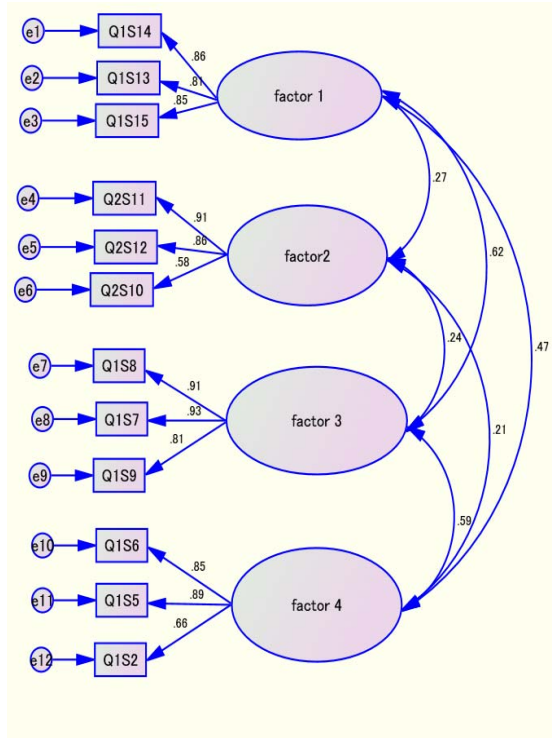 e1 Q1S14
.86
e2 Q1S13 .81
factor 1
e3 Q1S15 .85
.27
e4 Q2S11
.91
e5 Q2S12 .86
factor2
.62
e6 Q2S10 .58
.24
.47
e7 Q1S8
.91
e8 Q1S7 .93
factor 3
.21
e9 Q1S9 .81
.59
e10 Q1S6
.85
e11 Q1S5 .89
factor 4
e12 Q1S2 .66